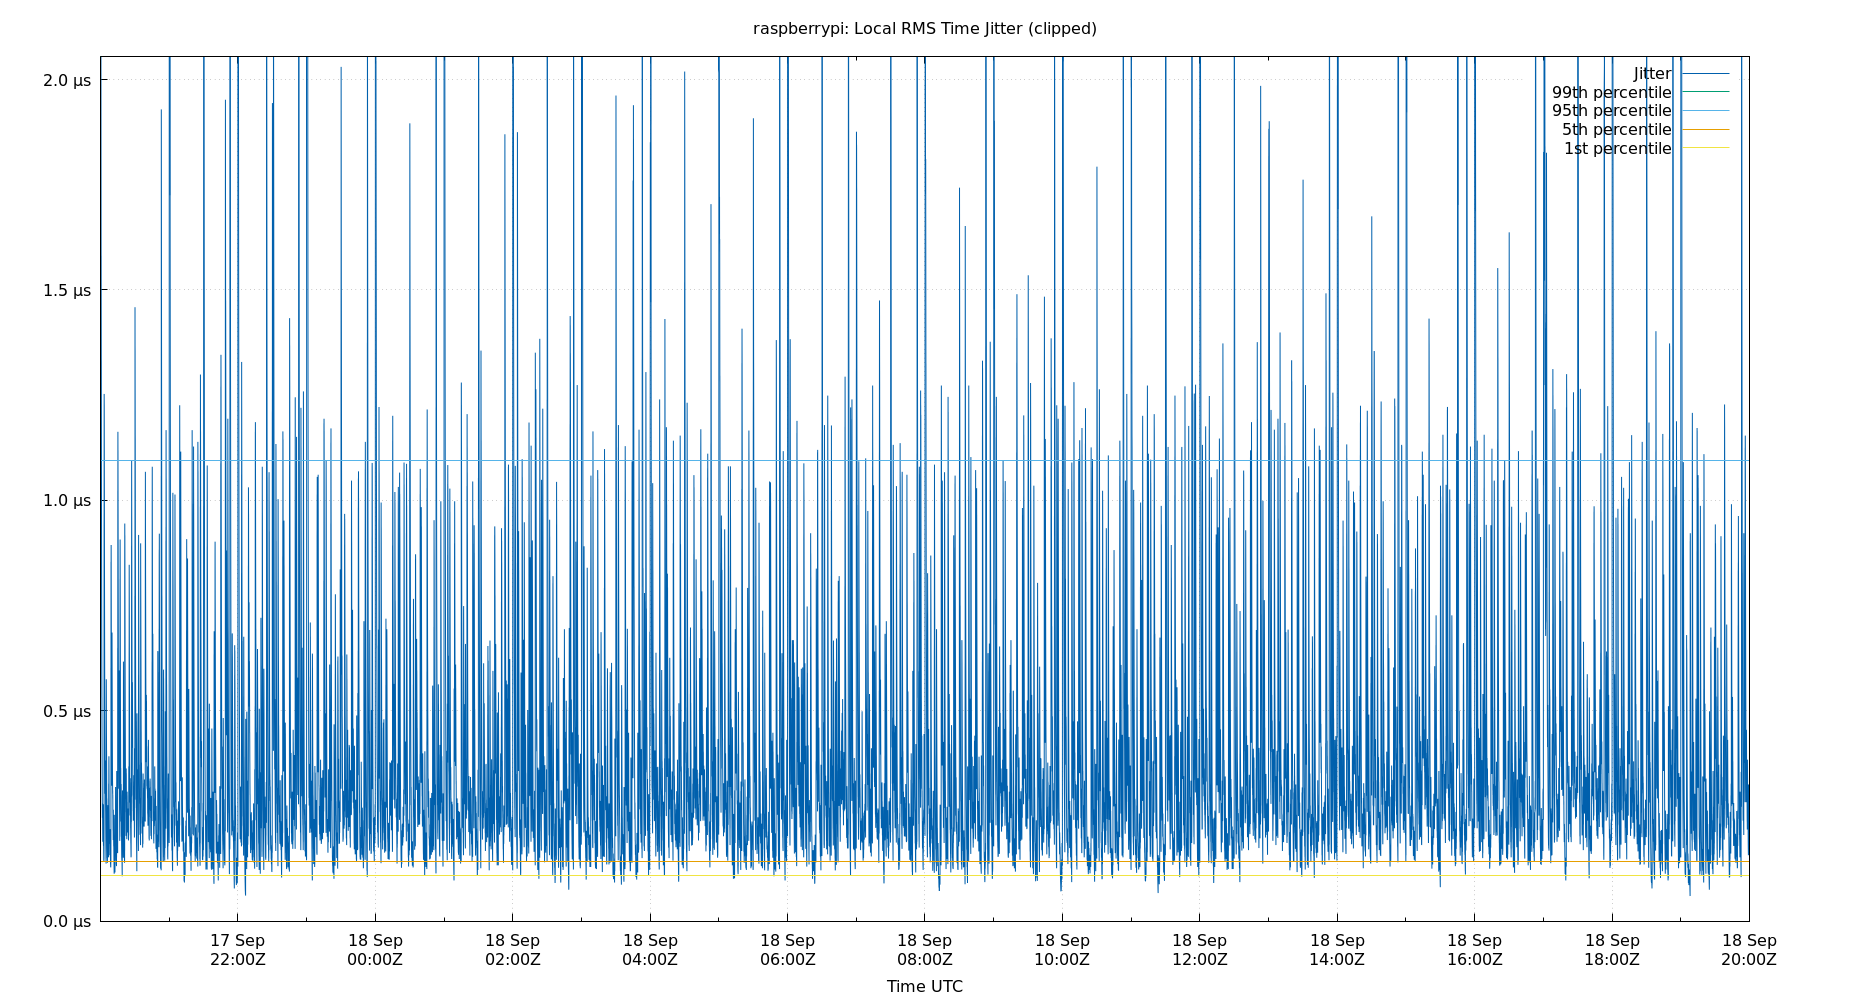 raspberrypi: Local RMS Time Jitter (clipped)
2.0 µs
1.5 µs
1.0 µs
0.5 µs
0.0 µs
Jitter
99th percentile
95th percentile
5th percentile
1st percentile
17 Sep 18 Sep 18 Sep 18 Sep 18 Sep 18 Sep 18 Sep 18 Sep 18 Sep 18 Sep 18 Sep 18 Sep
22:00Z 00:00Z 02:00Z 04:00Z 06:00Z 08:00Z 10:00Z 12:00Z 14:00Z 16:00Z 18:00Z 20:00Z
Time UTC